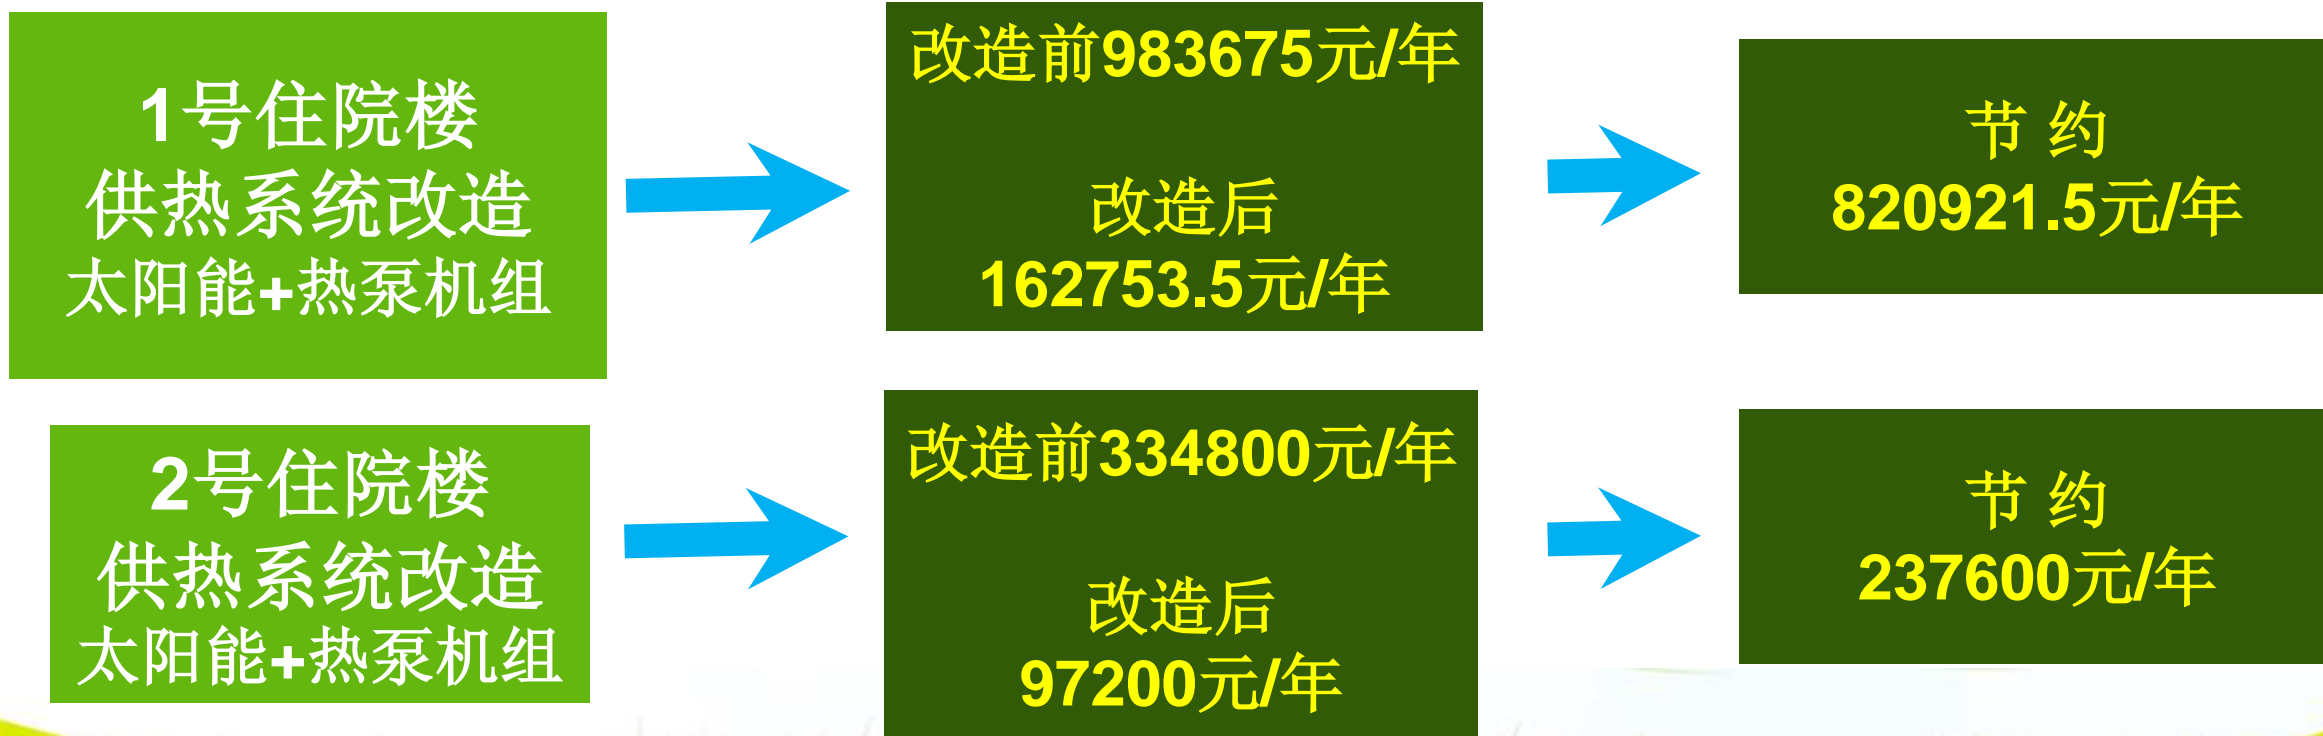 1号住院楼
供热系统改造
太阳能+热泵机组
改造前983675元/年
改造后
162753.5元/年
节 约
820921.5元/年
2号住院楼
供热系统改造
太阳能+热泵机组
改造前334800元/年
改造后
97200元/年
节 约
237600元/年